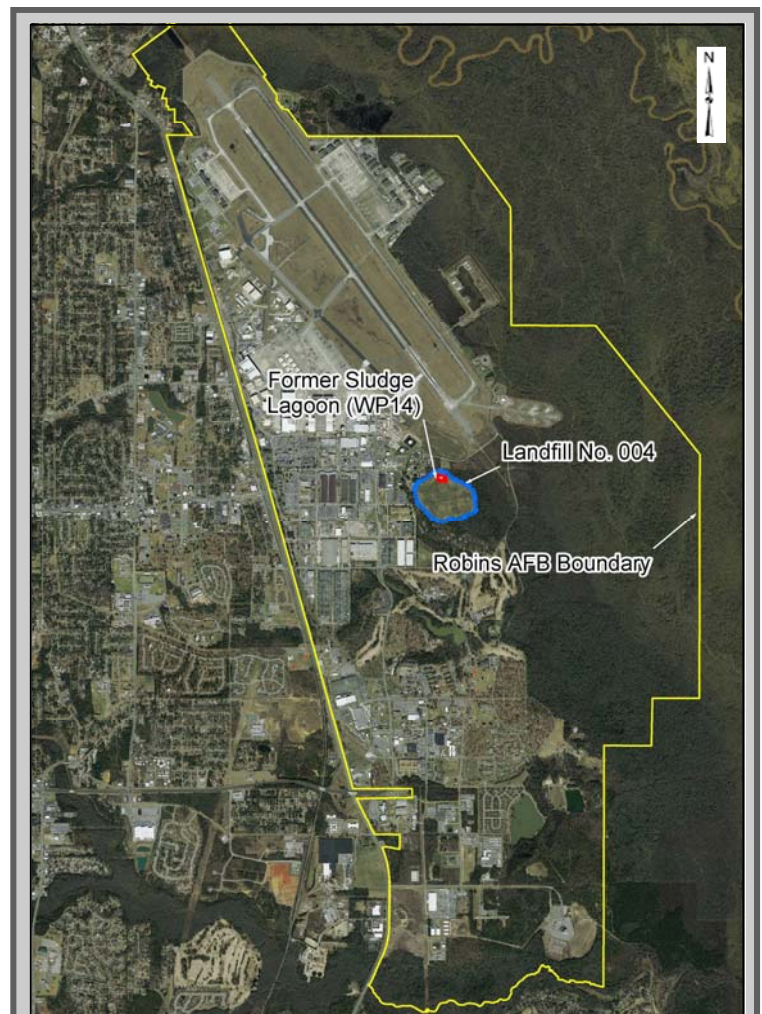 N
Former Sludge
Lagoon (WP14)
Landfill No. 004
Robins AFB Boundary